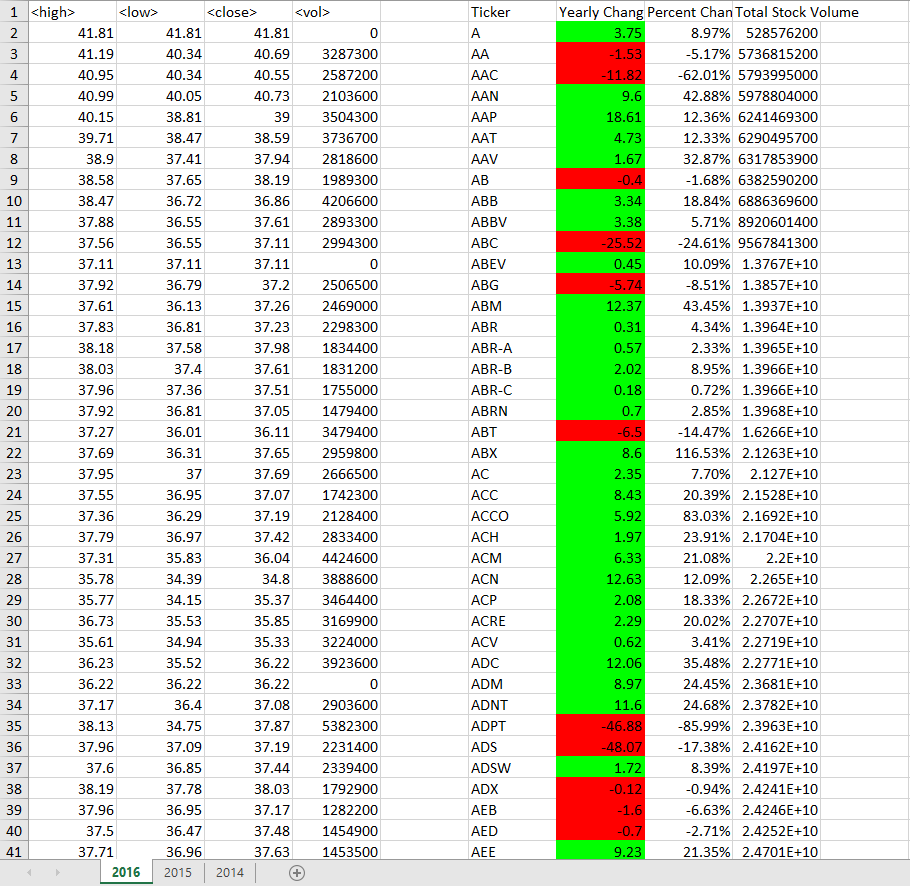 1 <high> <low> <close> <vol> Ticker Yearly Chang Percent Chan Total Stock Volume
2 41.81 41.81 41.81 0 A 3.75 8.97% 528576200
3 41.19 40.34 40.69 3287300 AA -1.53 -5.17% 5736815200
4 40.95 40.34 40.55 2587200 AAC -11.82 -62.01% 5793995000
5 40.99 40.05 40.73 2103600 AAN 9.6 42.88% 5978804000
6 40.15 38.81 39 3504300 AAP 18.61 12.36% 6241469300
7 39.71 38.47 38.59 3736700 AAT 4.73 12.33% 6290495700
8 38.9 37.41 37.94 2818600 AAV 1.67 32.87% 6317853900
9 38.58 37.65 38.19 1989300 AB -0.4 -1.68% 6382590200
10 38.47 36.72 36.86 4206600 ABB 3.34 18.84% 6886369600
11 37.88 36.55 37.61 2893300 ABBV 3.38 5.71% 8920601400
12 37.56 36.55 37.11 2994300 ABC -25.52 -24.61% 9567841300
13 37.11 37.11 37.11 0 ABEV 0.45 10.09% 1.3767E+10
14 37.92 36.79 37.2 2506500 ABG -5.74 -8.51% 1.3857E+10
15 37.61 36.13 37.26 2469000 ABM 12.37 43.45% 1.3937E+10
16 37.83 36.81 37.23 2298300 ABR 0.31 4.34% 1.3964E+10
17 38.18 37.58 37.98 1834400 ABR-A 0.57 2.33% 1.3965E+10
18 38.03 37.4 37.61 1831200 ABR-B 2.02 8.95% 1.3966E+10
19 37.96 37.36 37.51 1755000 ABR-C 0.18 0.72% 1.3966E+10
20 37.92 36.81 37.05 1479400 ABRN 0.7 2.85% 1.3968E+10
21 37.27 36.01 36.11 3479400 ABT -6.5 -14.47% 1.6266E+10
22 37.69 36.31 37.65 2959800 ABX 8.6 116.53% 2.1263E+10
23 37.95 37 37.69 2666500 AC 2.35 7.70% 2.127E+10
24 37.55 36.95 37.07 1742300 ACC 8.43 20.39% 2.1528E+10
25 37.36 36.29 37.19 2128400 ACCO 5.92 83.03% 2.1692E+10
26 37.79 36.97 37.42 2833400 ACH 1.97 23.91% 2.1704E+10
27 37.31 35.83 36.04 4424600 ACM 6.33 21.08% 2.2E+10
28 35.78 34.39 34.8 3888600 ACN 12.63 12.09% 2.265E+10
29 35.77 34.15 35.37 3464400 ACP 2.08 18.33% 2.2672E+10
30 36.73 35.53 35.85 3169900 ACRE 2.29 20.02% 2.2707E+10
31 35.61 34.94 35.33 3224000 ACV 0.62 3.41% 2.2719E+10
32 36.23 35.52 36.22 3923600 ADC 12.06 35.48% 2.2771E+10
33 36.22 36.22 36.22 0 ADM 8.97 24.45% 2.3681E+10
34 37.17 36.4 37.08 2903600 ADNT 11.6 24.68% 2.3782E+10
35 38.13 34.75 37.87 5382300 ADPT -46.88 -85.99% 2.3963E+10
36 37.96 37.09 37.19 2231400 ADS -48.07 -17.38% 2.4162E+10
37 37.6 36.85 37.44 2339400 ADSW 1.72 8.39% 2.4197E+10
38 38.19 37.78 38.03 1792900 ADX -0.12 -0.94% 2.4241E+10
39 37.96 36.95 37.17 1282200 AEB -1.6 -6.63% 2.4246E+10
40 37.5 36.47 37.48 1454900 AED -0.7 -2.71% 2.4252E+10
41 37.71 36.96 37.63 1453500 AEE 9.23 21.35% 2.4701E+10
2016 2015 2014